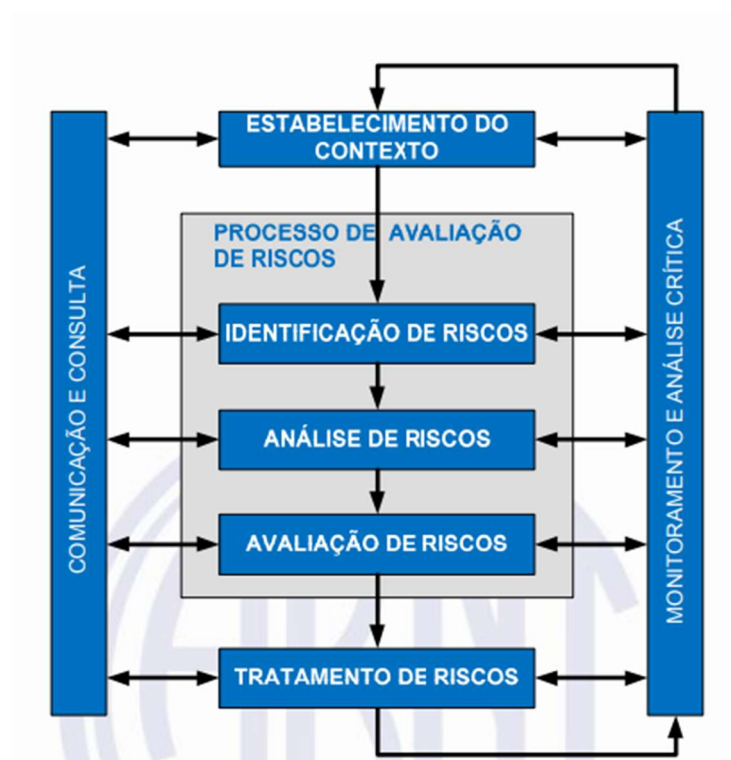 ESTABELECIMENTO DO
CONTEXTO
PROCESSO DE AVALIAÇÃO
DE RISCOS
IDENTIFICAÇÃO DE RISCOS
ANÁLISE DE RISCOS
AVALIAÇÃO DE RISCOS
TRATAMENTO DE RISCOS
COMUNICAÇÃO E CONSULTA
MONITORAMENTO E ANÁLISE CRÍTICA